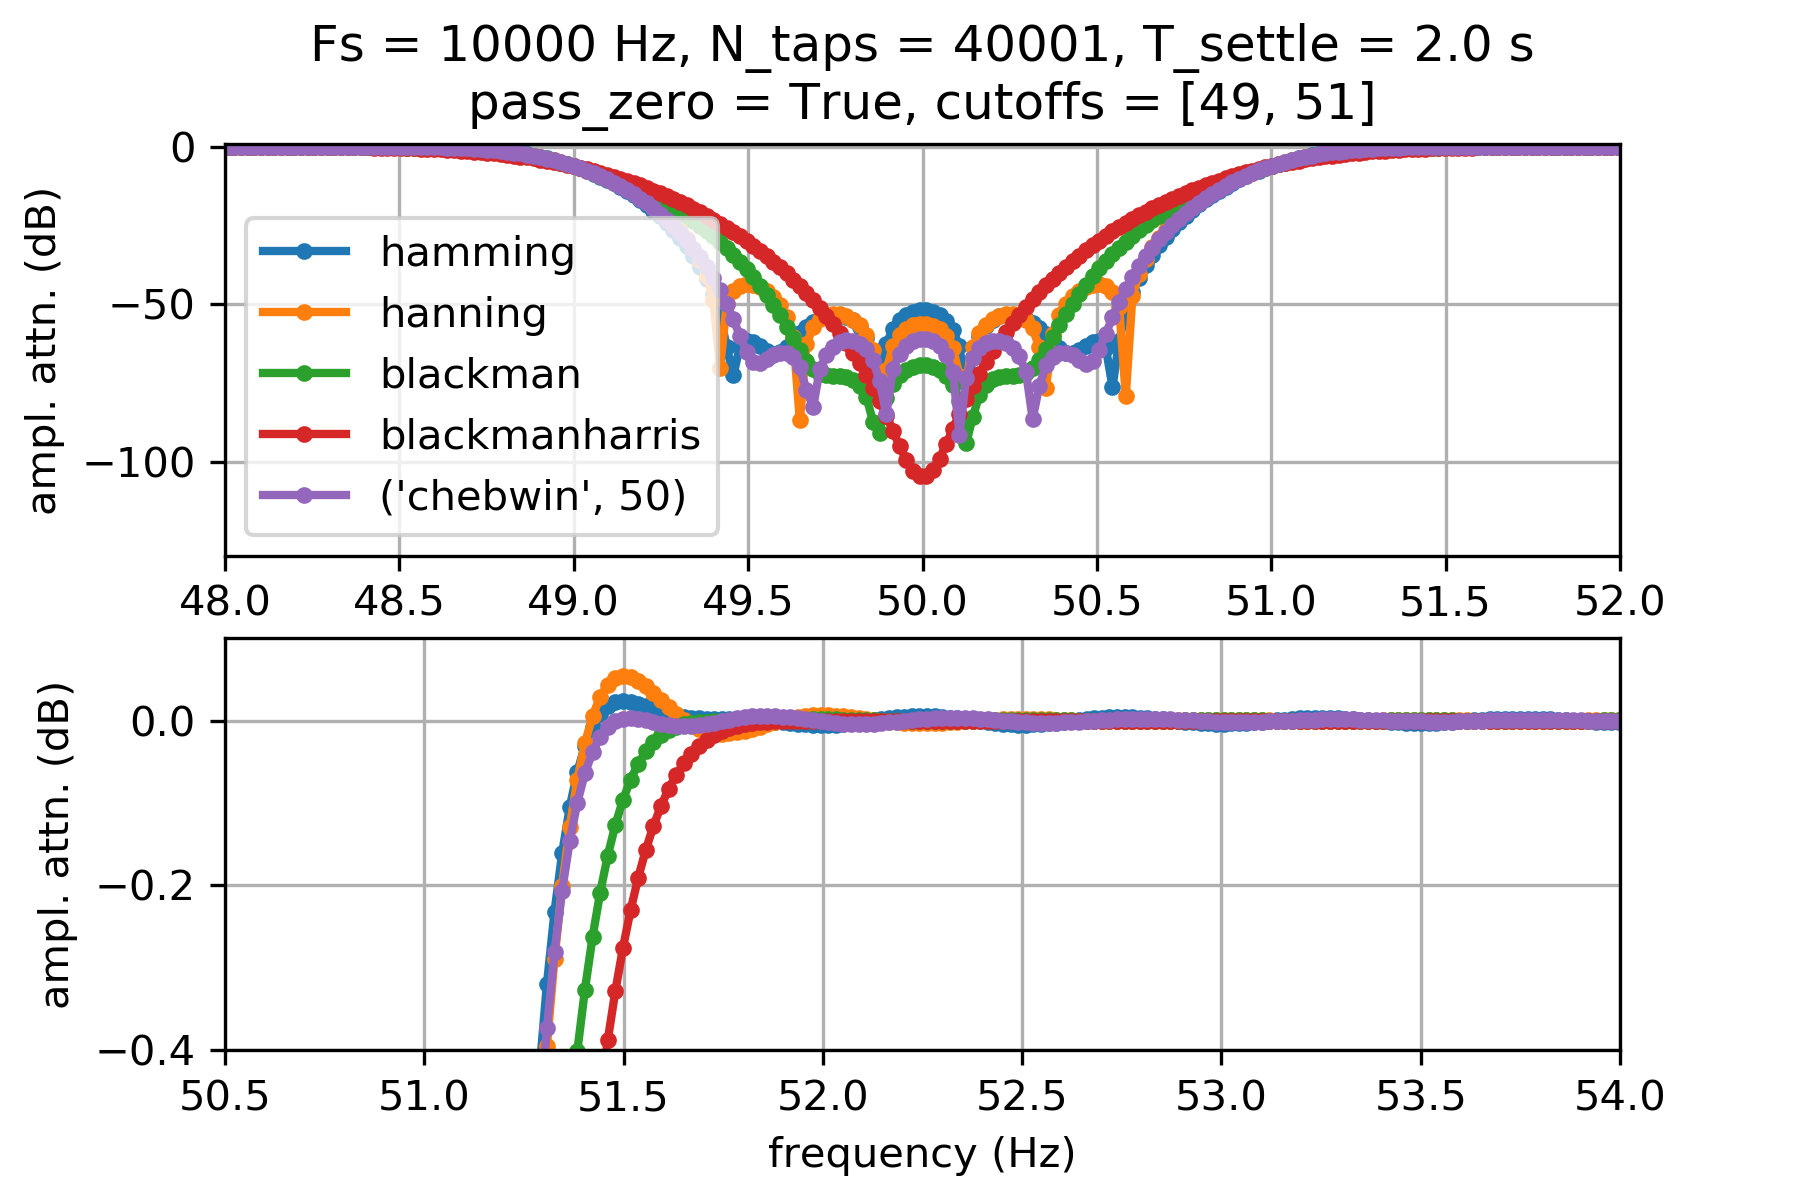 Fs = 10000 Hz, N_taps = 40001, T_settle = 2.0 s
pass_zero = True, cutoffs = [49, 51]
ampl. attn. (dB)
0
−50
−100
hamming
hanning
blackman
blackmanharris
('chebwin', 50)
48.0 48.5 49.0 49.5 50.0 50.5 51.0 51.5 52.0
ampl. attn. (dB)
0.0
−0.2
−0.4
50.5 51.0 51.5 52.0 52.5 53.0 53.5 54.0
frequency (Hz)